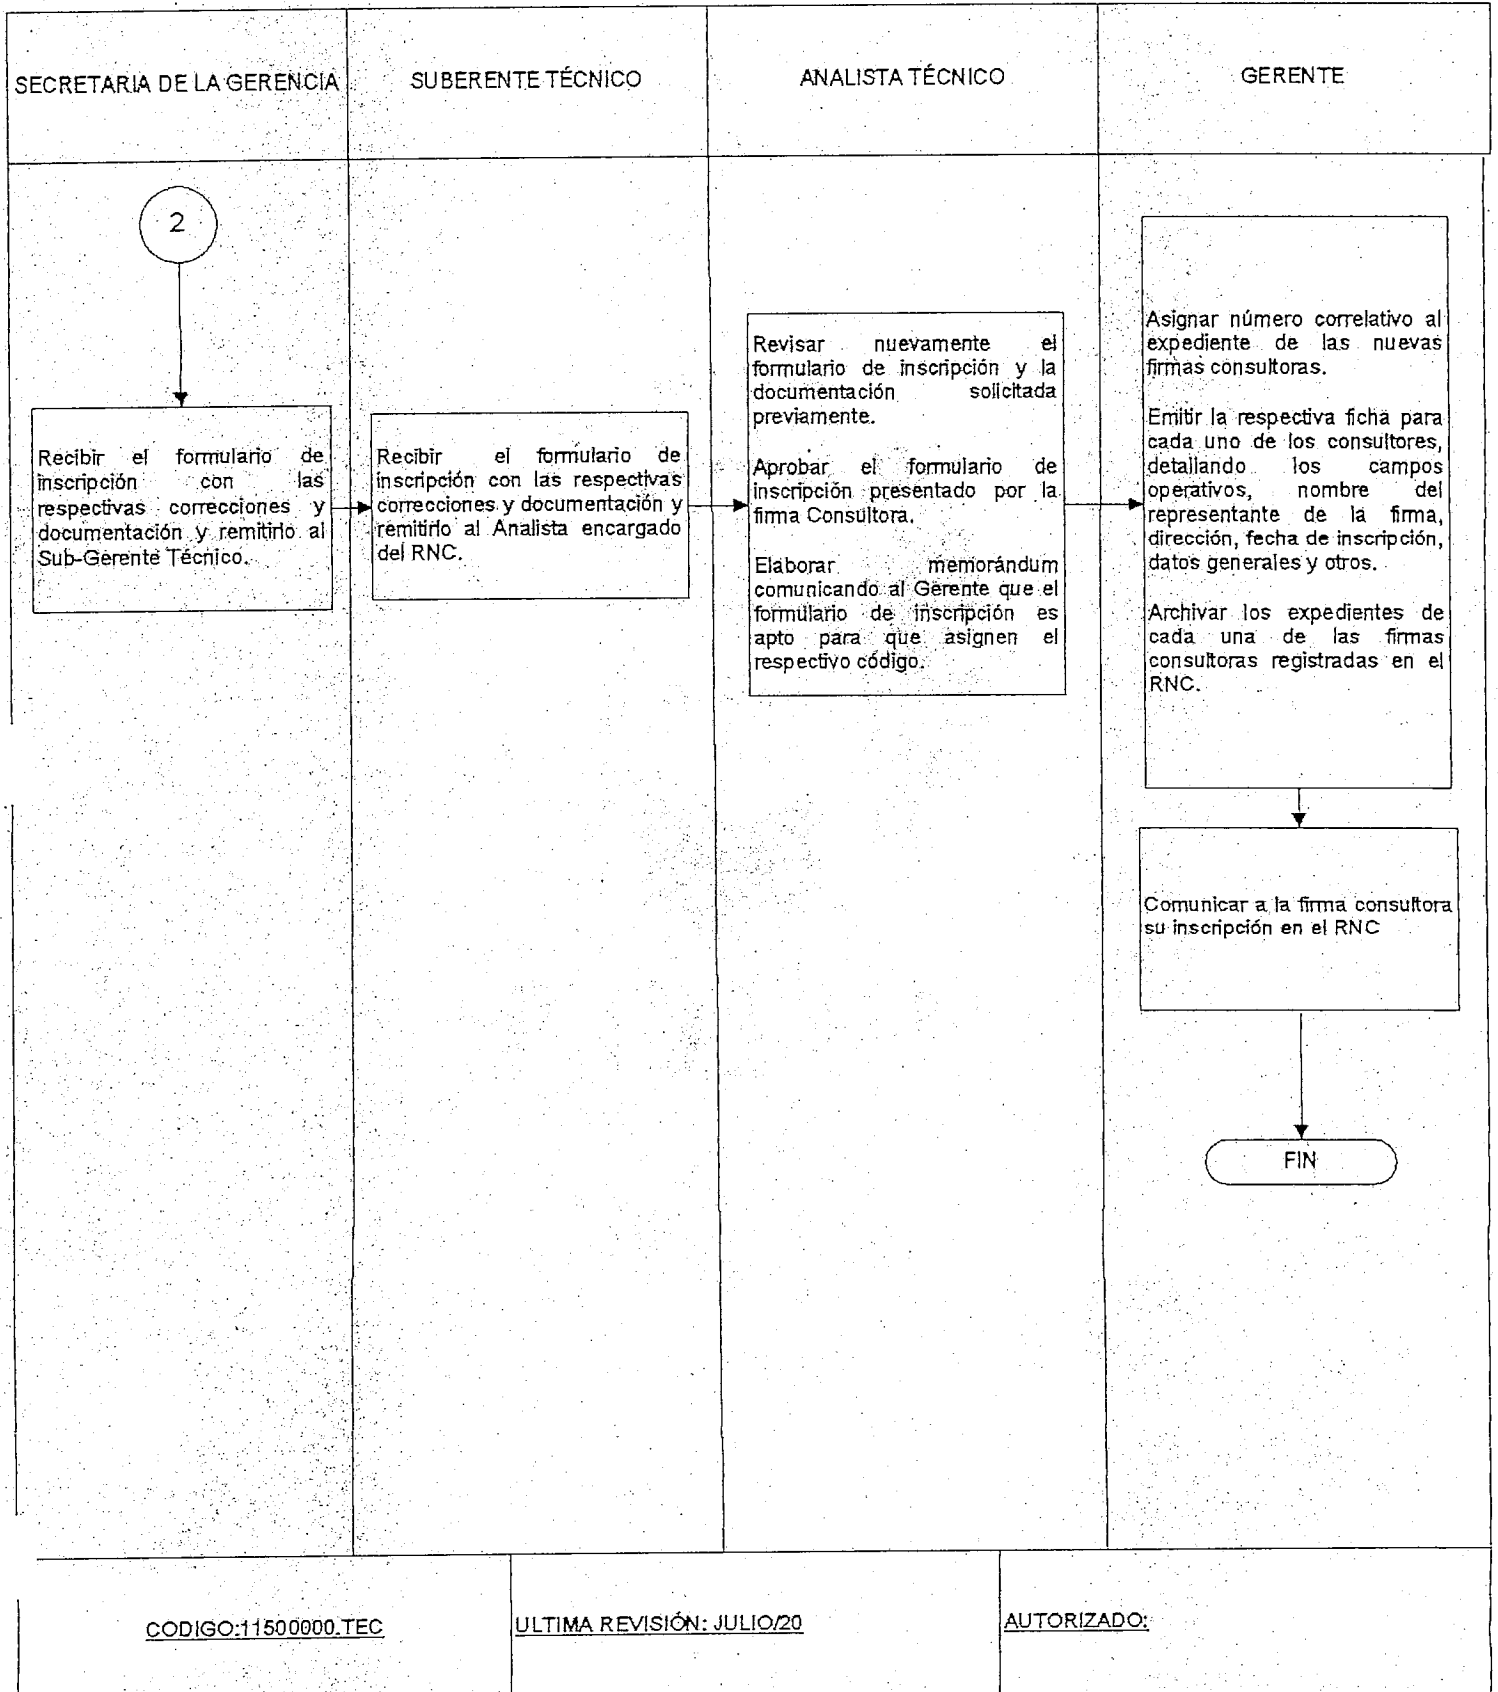 SECRETARIA DE LA GERENCIA
SUBERENTE TÉCNICO
ANALISTA TÉCNICO
GERENTE
2
Recibir el formulario de
inscripción con las
respectivas correcciones y
documentación y remitirlo al
Sub-Gerente Técnico.
Recibir el formulario de
inscripción con las respectivas
correcciones y documentación y
remitirlo al Analista encargado
del RNC.
Revisar nuevamente el
formulario de inscripción y la
documentación solicitada
previamente.
Aprobar el formulario de
inscripción presentado por la
firma Consultora.
Elaborar memorándum
comunicando al Gerente que el
formulario de inscripción es
apto para que asignen el
respectivo código.
Asignar número correlativo al
expediente de las nuevas
firmas consultoras.
Emitir la respectiva ficha para
cada uno de los consultores,
detallando los campos
operativos, nombre del
representante de la firma,
dirección, fecha de inscripción,
datos generales y otros.
Archivar los expedientes de
cada una de las firmas
consultoras registradas en el
RNC.
Comunicar a la firma consultora
su inscripción en el RNC
FIN
CODIGO:11500000.TEC
ULTIMA REVISIÓN: JULIO/20
AUTORIZADO: